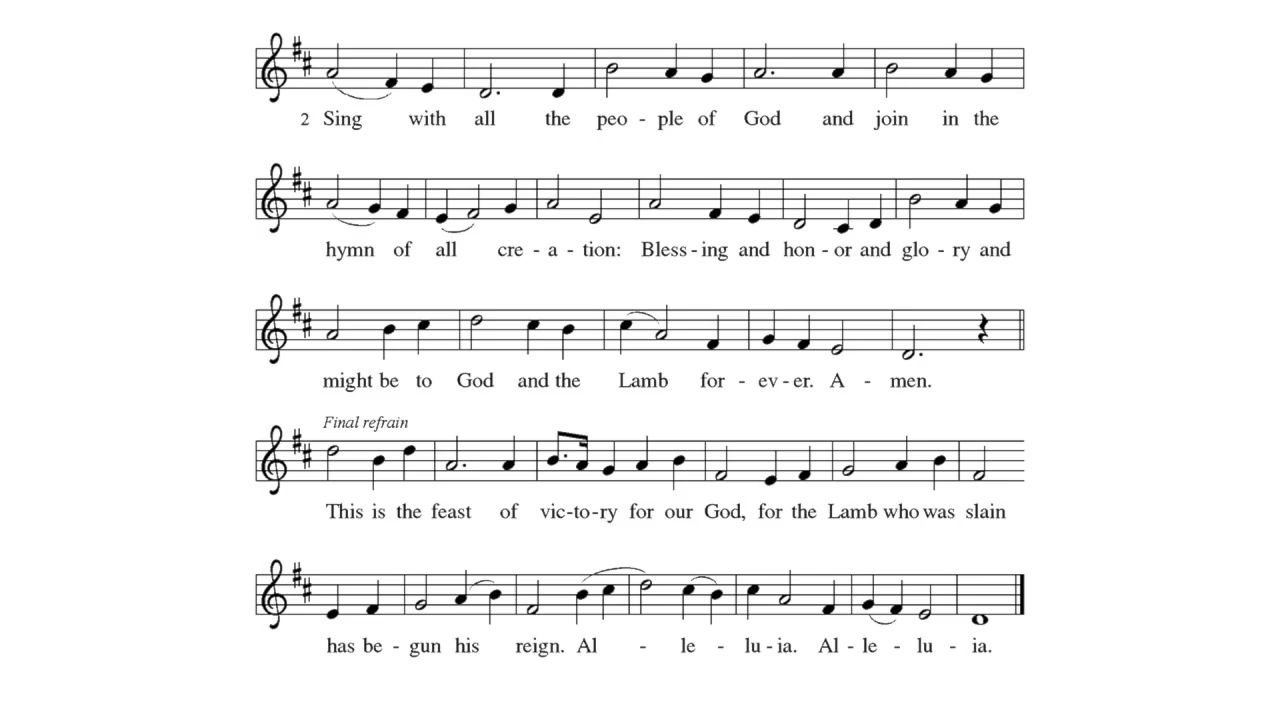 2 Sing with all the peo - ple of God and join in the
hymn of all cre - a - tion: Bless - ing and hon - or and glo - ry and
might be to God and the Lamb for - ev - er. A - men.
Final refrain
This is the feast of vic - to - ry for our God, for the Lamb who was slain
has be - gun his reign. Al - le - lu - ia. Al - le - lu - ia.